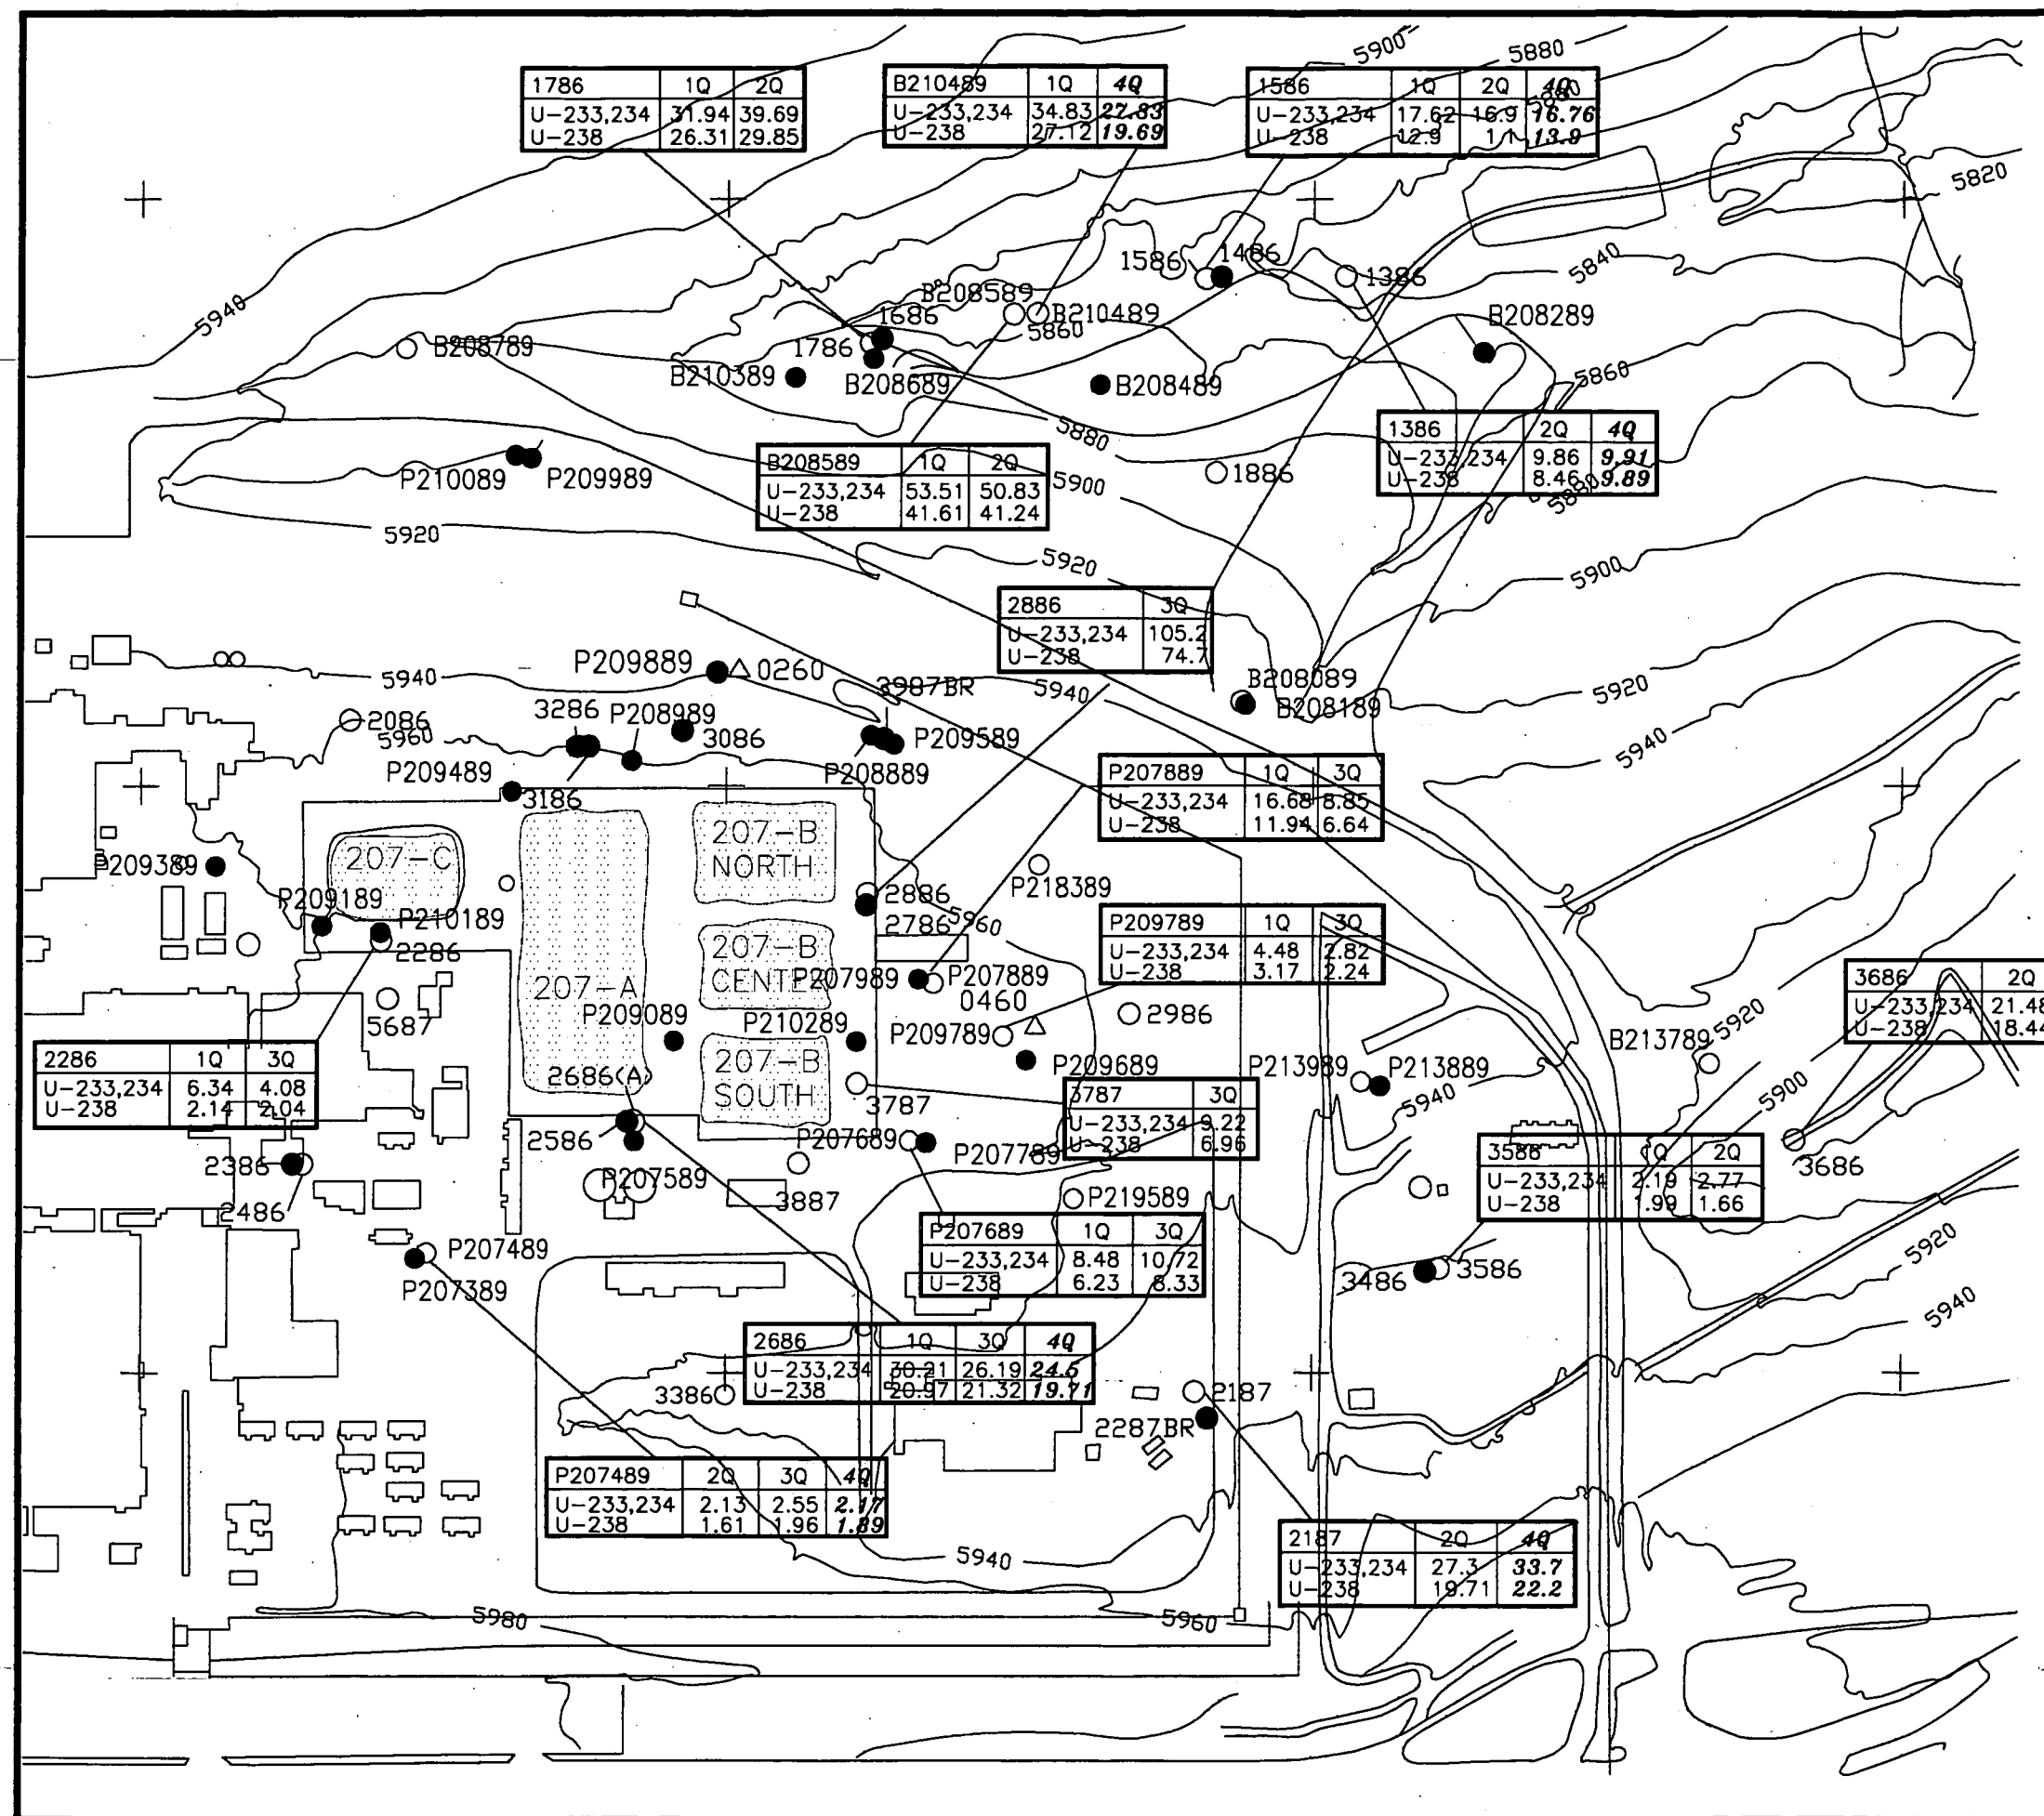 5900
5880
1786 1Q 2Q
U-233,234 31.94 39.69
U-238 26.31 29.85
B210489 1Q 4Q
U-233,234 34.83 27.83
U-238 27.12 19.69
1586 1Q 2Q 4Q
U-233,234 17.62 16.9 16.76
U-238 12.9 1.1 13.9
5860
5820
5840
1586
1486
1386
5940
B208589
B210489
5860
1686
1786
B208789
B210389
B208689
B208489
B208289
5860
5880
1386 2Q 4Q
U-233,234 9.86 9.91
U-238 8.46 9.89
P210089
P209989
B208589 1Q 2Q
U-233,234 53.51 50.83
U-238 41.61 41.24
5900
1886
5880
5920
5920
5900
2886 3Q
U-233,234 105.2
U-238 74.7
P209889
0260
5940
3987BR
5940
B208089
B208189
5920
2086
5960
3286
P208989
3086
P209589
P208889
5940
P209489
3186
P207889 1Q 3Q
U-233,234 16.68 8.85
U-238 11.94 6.64
207-C
207-B
NORTH
P209389
P218389
P209189
P210189
2286
2886
2786
5960
P209789 1Q 3Q
U-233,234 4.48 2.82
U-238 3.17 2.24
207-A
207-B
CENTER
P207989
P207889
0460
5687
P209089
P210289
P209789
2986
3686 2Q
U-233,234 21.48
U-238 18.44
B213789
5920
2286 1Q 3Q
U-233,234 6.34 4.08
U-238 2.14 2.04
207-B
SOUTH
2686(A)
3787
P209689
P213989
P213889
5940
5900
3787 3Q
U-233,234 9.22
U-238 6.96
2586
P207689
P207789
2386
P207589
3887
P219589
2486
3586 1Q 2Q
U-233,234 2.19 2.77
U-238 1.99 1.66
3686
P207489
P207389
P207689 1Q 3Q
U-233,234 8.48 10.72
U-238 6.23 8.33
3486
3586
5920
5940
2686 1Q 3Q 4Q
U-233,234 30.21 26.19 24.5
U-238 20.97 21.32 19.71
3386
2187
2287BR
P207489 2Q 3Q 4Q
U-233,234 2.13 2.55 2.17
U-238 1.61 1.96 1.89
5940
2187 2Q 4Q
U-233,234 27.3 33.7
U-238 19.71 22.2
5980
5960